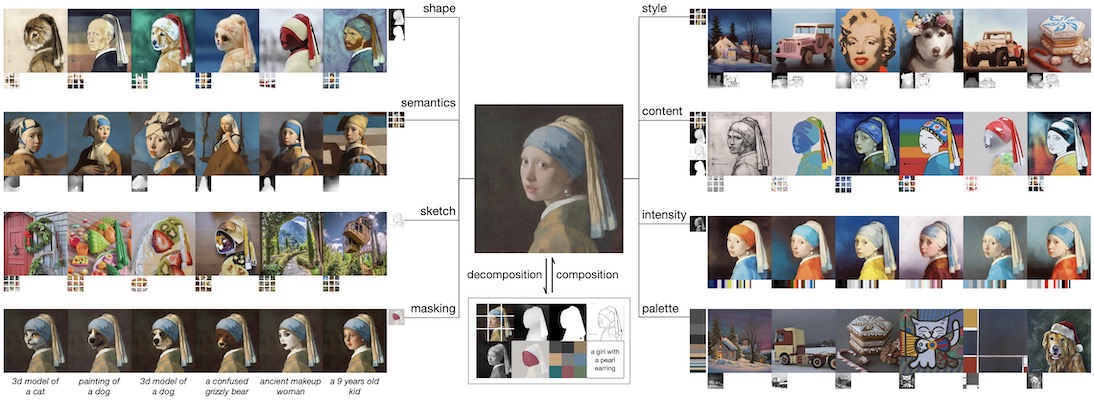 shape
semantics
sketch
masking
3d model of
a cat
painting of
a dog
3d model of
a dog
a confused
grizzly bear
ancient makeup
woman
a 9 years old
kid
decomposition
composition
a girl with
a pearl
earring
style
content
intensity
palette